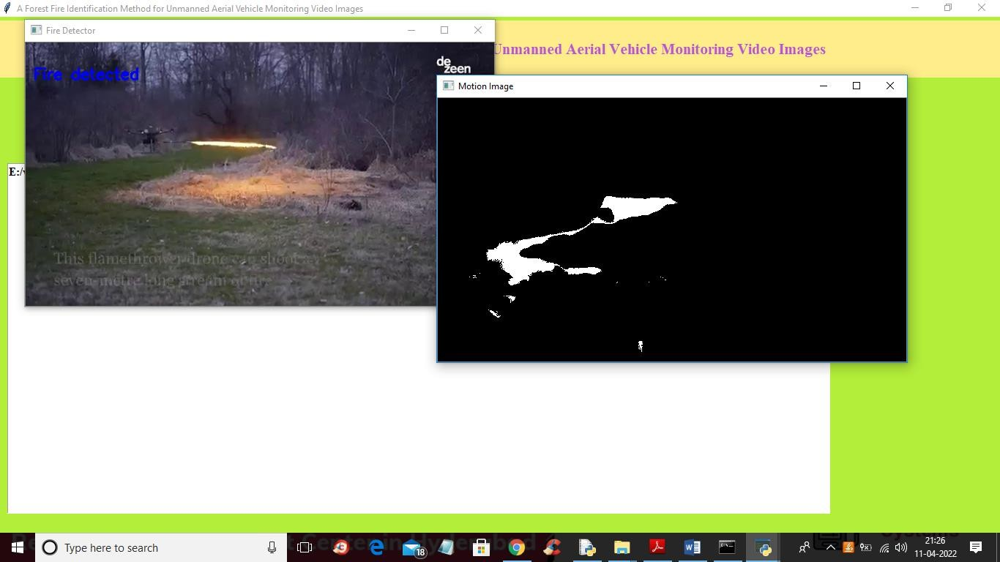 A Forest Fire Identification Method for Unmanned Aerial Vehicle Monitoring Video Images
Fire Detector
Unmanned Aerial Vehicle Monitoring Video Images
Fire detected
de
zeen
Motion Image
E:/
This flamethrower drone can shoot a
seven-metre long stream of fire
Type here to search
18
21:26
11-04-2022